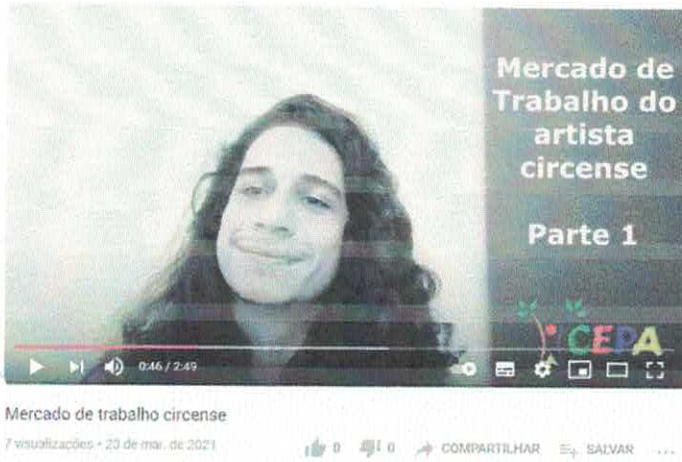 Mercado de
Trabalho do
artista
circense
Parte 1
CEPA
0:46 / 2:49
Mercado de trabalho circense
7 visualizações • 23 de mar. de 2021
0
0
COMPARTILHAR
SALVAR
...